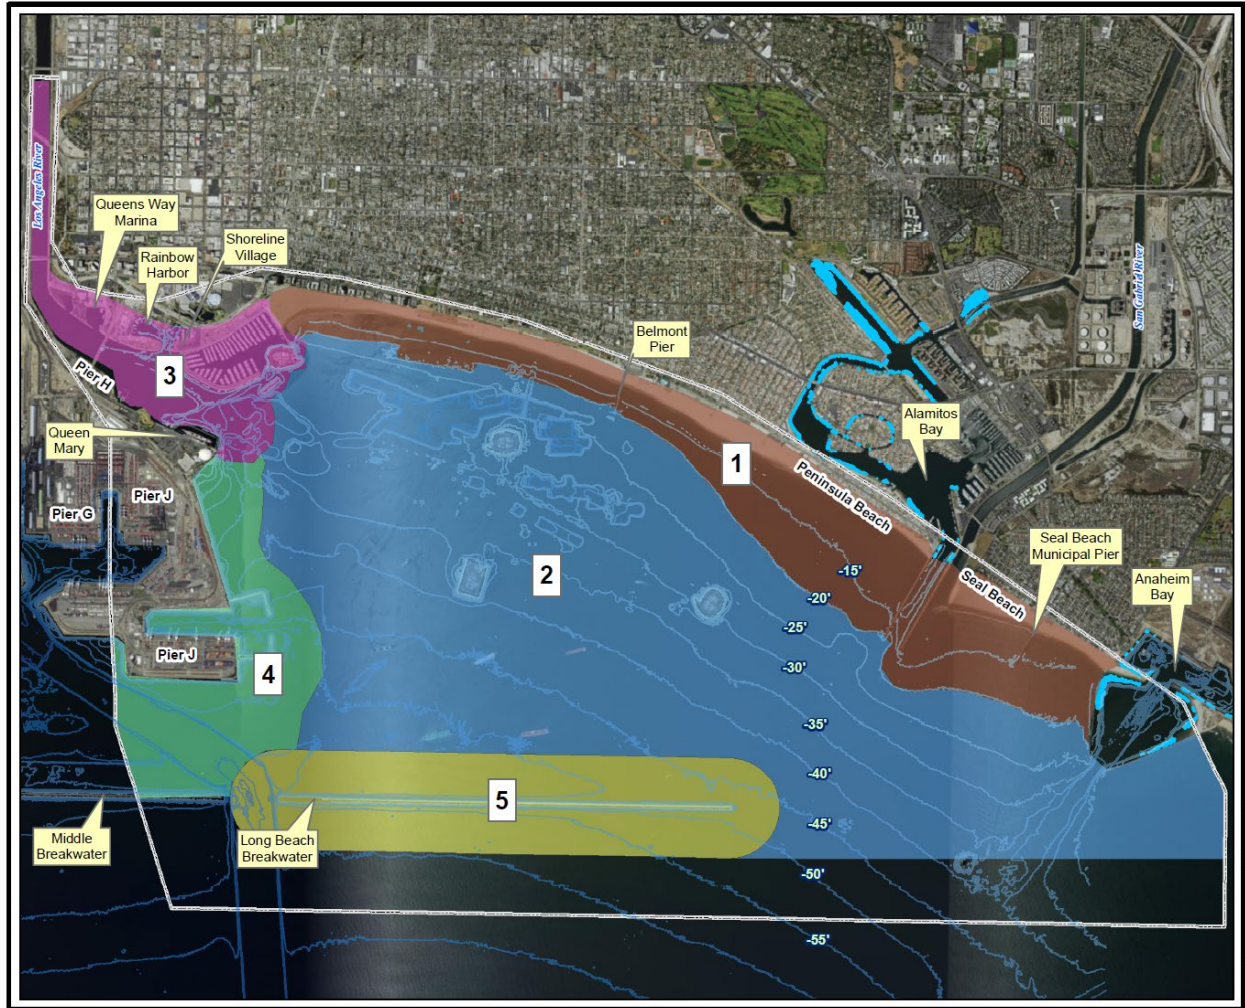 Los Angeles River
Queens Way
Marina
Rainbow
Harbor
Shoreline
Village
San Gabriel River
Belmont
Pier
3
Pier H
Alamitos
Bay
Queen
Mary
1
Peninsula Beach
Pier J
Pier G
Seal Beach
Municipal Pier
2
-15'
Seal Beach
Anaheim
Bay
-20'
-25'
Pier J
4
-30'
-35'
-40'
5
-45'
Middle
Breakwater
Long Beach
Breakwater
-50'
-55'